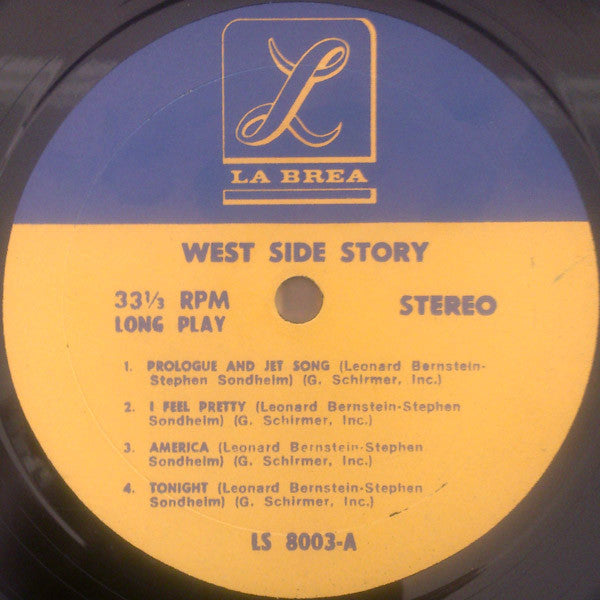 L
LA BREA
WEST SIDE STORY
33⅓ RPM
LONG PLAY
STEREO
1. PROLOGUE AND JET SONG (Leonard Bernstein-
Stephen Sondheim) (G. Schirmer, Inc.)
2. I FEEL PRETTY (Leonard Bernstein-Stephen
Sondheim) (G. Schirmer, Inc.)
3. AMERICA (Leonard Bernstein-Stephen
Sondheim) (G. Schirmer, Inc.)
4. TONIGHT (Leonard Bernstein-Stephen
Sondheim) (G. Schirmer, Inc.)
LS 8003-A